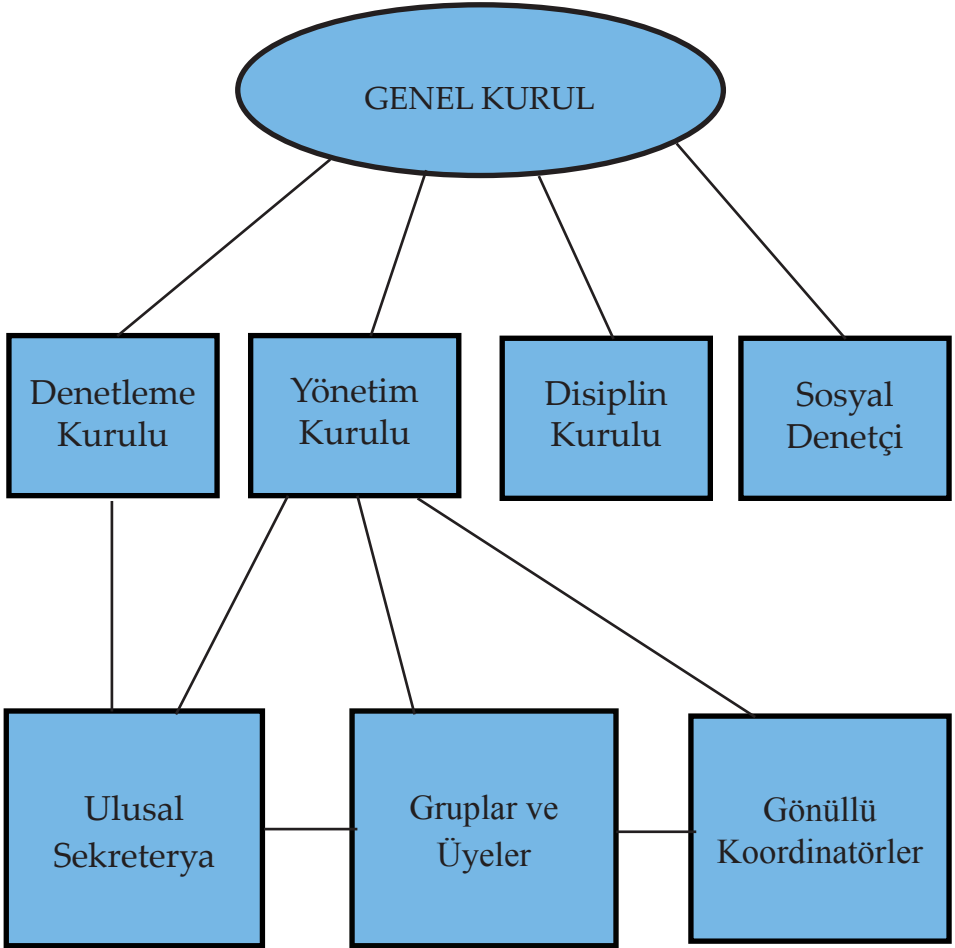 GENEL KURUL
Denetleme
Kurulu
Yönetim
Kurulu
Disiplin
Kurulu
Sosyal
Denetçi
Ulusal
Sekreterya
Gruplar ve
Üyeler
Gönüllü
Koordinatörler